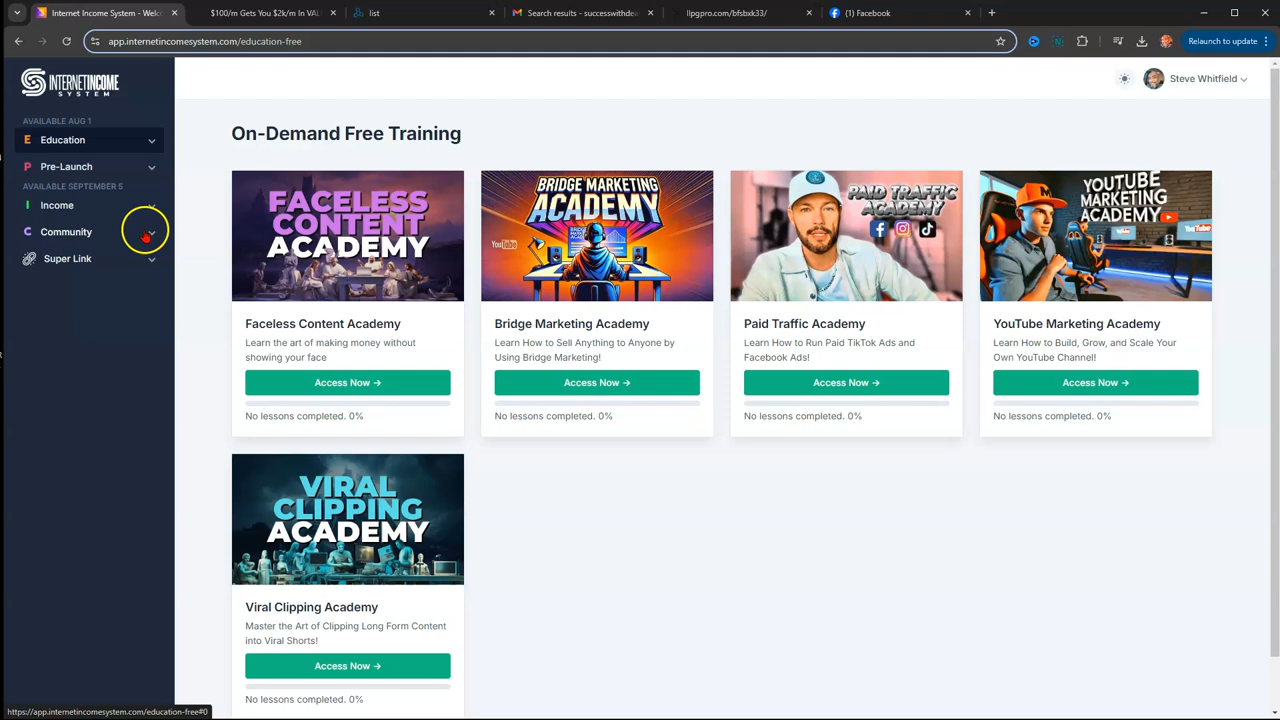 Internet Income System - Welc
$100/m Gets You $2k/m in VAL
list
Search results - successwithdea
llpgpro.com/bfsbxk33/
(1) Facebook
app.internetincomesystem.com/education-free
Relaunch to update
INTERNETINCOME
SYSTEM
Steve Whitfield
AVAILABLE AUG 1
E Education
P Pre-Launch
AVAILABLE SEPTEMBER 5
I Income
C Community
Super Link
On-Demand Free Training
FACELESS
CONTENT
ACADEMY
BRIDGE MARKETING
ACADEMY
YouTube
PAID TRAFFIC
ACADEMY
YOUTUBE
MARKETING
ACADEMY
Faceless Content Academy
Learn the art of making money without
showing your face
Access Now →
No lessons completed. 0%
Bridge Marketing Academy
Learn How to Sell Anything to Anyone by
Using Bridge Marketing!
Access Now →
No lessons completed. 0%
Paid Traffic Academy
Learn How to Run Paid TikTok Ads and
Facebook Ads!
Access Now →
No lessons completed. 0%
YouTube Marketing Academy
Learn How to Build, Grow, and Scale Your
Own YouTube Channel!
Access Now →
No lessons completed. 0%
VIRAL
CLIPPING
ACADEMY
Viral Clipping Academy
Master the Art of Clipping Long Form Content
into Viral Shorts!
Access Now →
No lessons completed. 0%
https://app.internetincomesystem.com/education-free#0